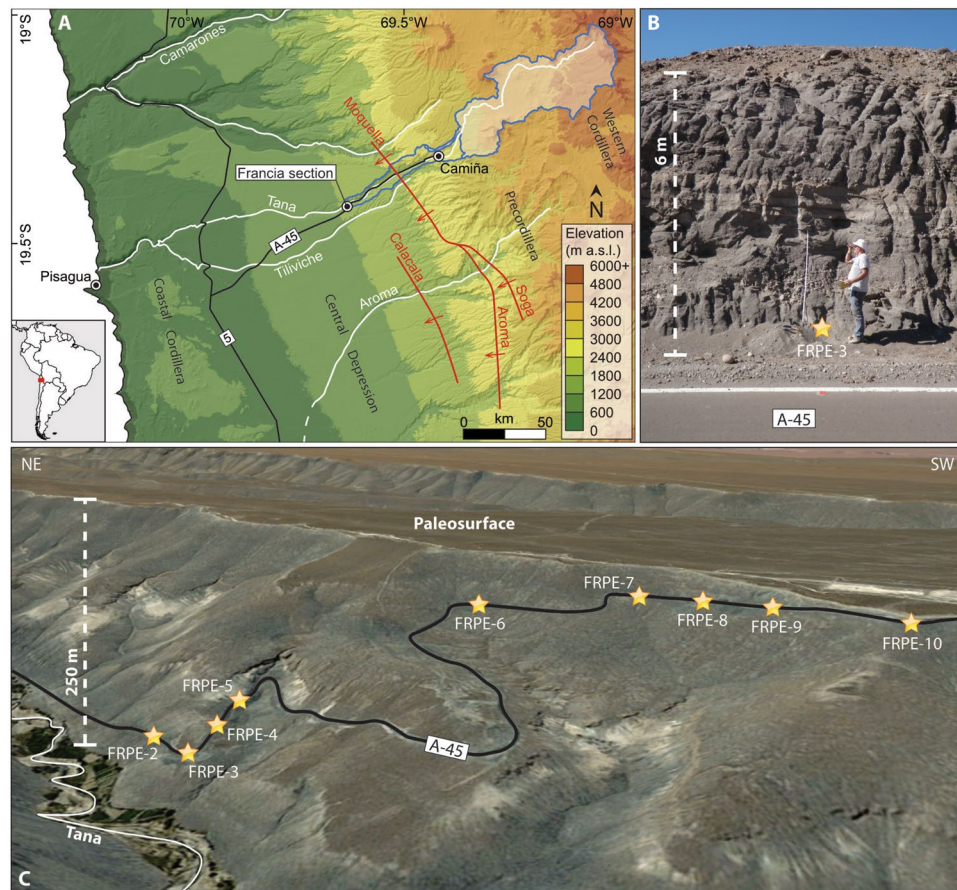 A
70°W
69.5°W
69°W
19°S
19.5°S
Camarones
Moquella
Western
Cordillera
Camiña
Francia section
Tana
A-45
Tiliviche
Precordillera
Pisagua
Calacala
Soga
Aroma
Aroma
Coastal
Cordillera
Central
Depression
5
N
Elevation
(m a.s.l.)
6000+
4800
4200
3600
3000
2400
1800
1200
600
0
km
0
50
B
6 m
FRPE-3
A-45
NE
SW
Paleosurface
250 m
FRPE-7
FRPE-6
FRPE-8
FRPE-9
FRPE-10
FRPE-5
FRPE-4
FRPE-2
FRPE-3
A-45
Tana
C